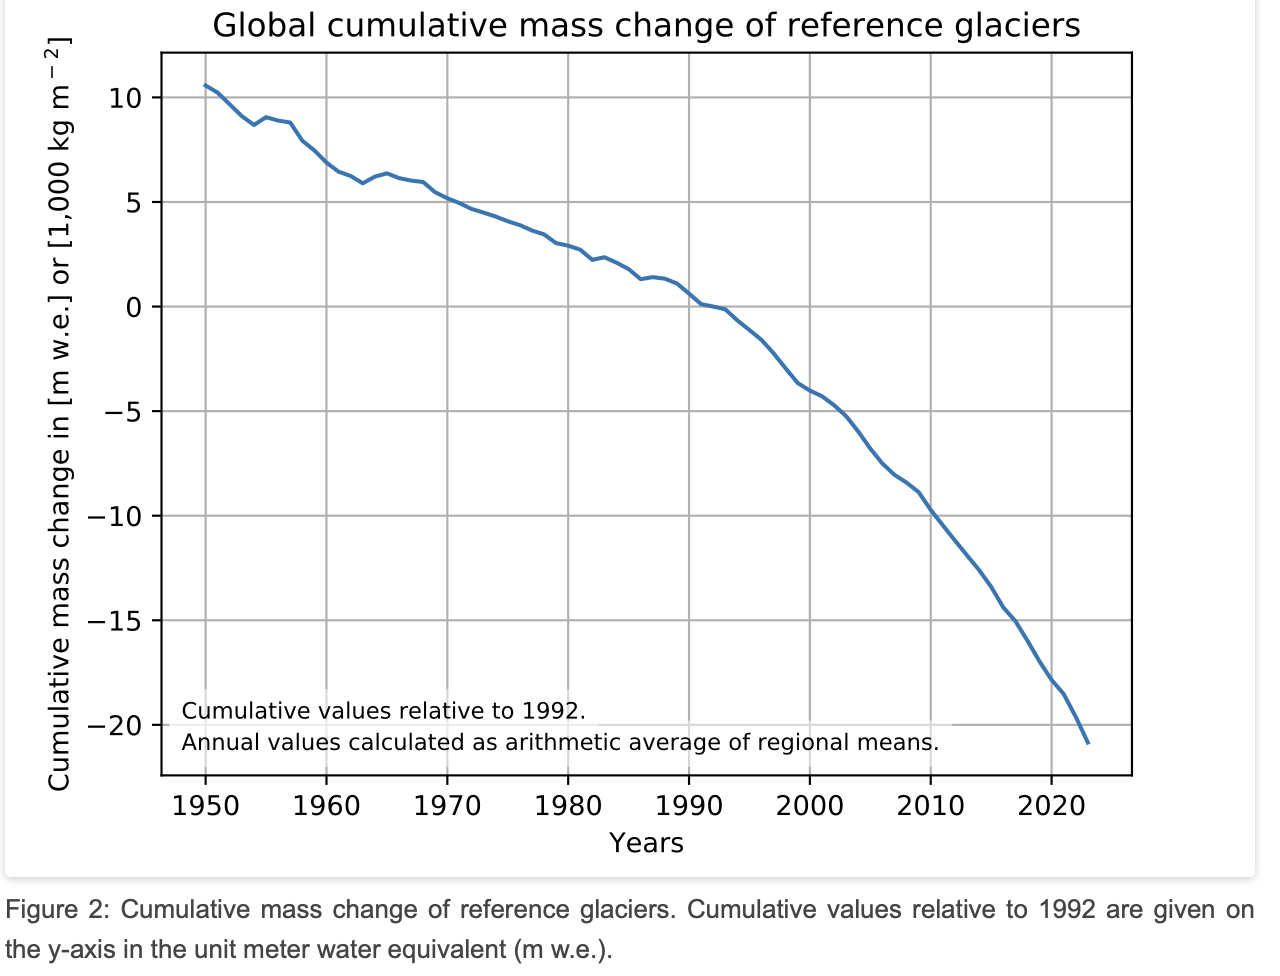 Global cumulative mass change of reference glaciers
Cumulative mass change in [m w.e.] or [1,000 kg m⁻²]
10
5
0
−5
−10
−15
−20
Cumulative values relative to 1992.
Annual values calculated as arithmetic average of regional means.
1950 1960 1970 1980 1990 2000 2010 2020
Years
Figure 2: Cumulative mass change of reference glaciers. Cumulative values relative to 1992 are given on
the y-axis in the unit meter water equivalent (m w.e.).